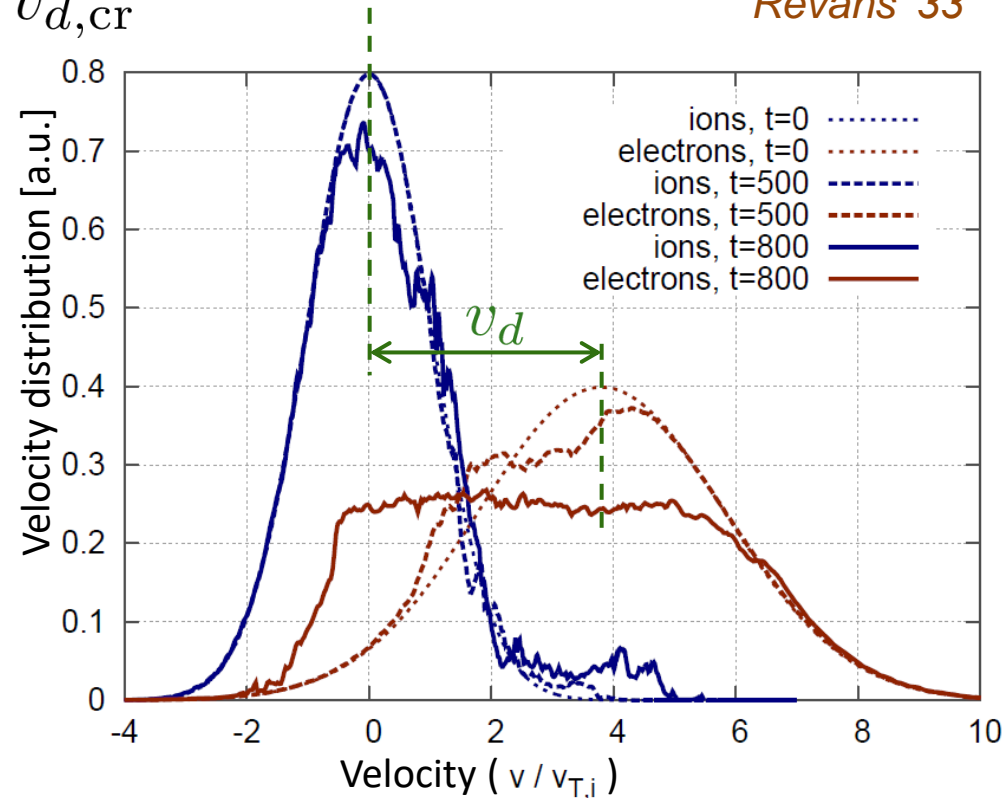 v_{d,cr}
Revans '33
0.8
0.7
0.6
0.5
0.4
0.3
0.2
0.1
0
Velocity distribution [a.u.]
ions, t=0
electrons, t=0
ions, t=500
electrons, t=500
ions, t=800
electrons, t=800
v_d
-4 -2 0 2 4 6 8 10
Velocity ( v / v_{T,i} )